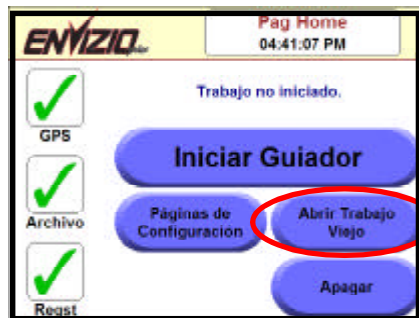 ENVIZIO
Pag Home
04:41:07 PM
Trabajo no iniciado.
GPS
Iniciar Guiador
Archivo
Páginas de
Configuración
Abrir Trabajo
Viejo
Regst
Apagar